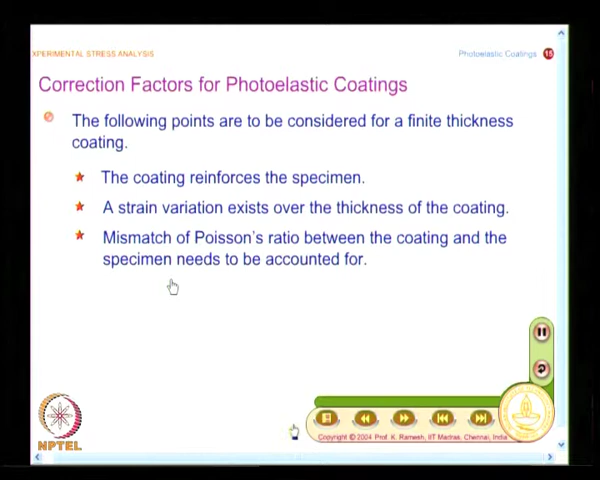 XPERIMENTAL STRESS ANALYSIS
Photoelastic Coatings 15
Correction Factors for Photoelastic Coatings
The following points are to be considered for a finite thickness
coating.
The coating reinforces the specimen.
A strain variation exists over the thickness of the coating.
Mismatch of Poisson's ratio between the coating and the
specimen needs to be accounted for.
NPTEL
Copyright © 2004 Prof. K. Ramesh, IIT Madras, Chennai, India